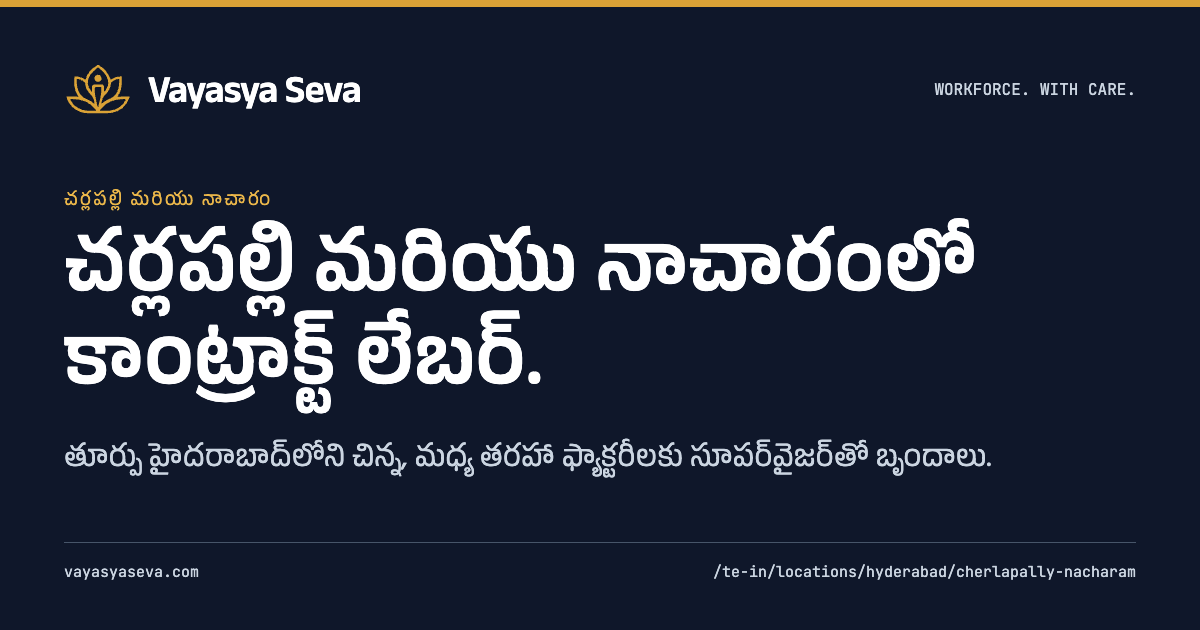 Vayasya Seva
WORKFORCE. WITH CARE.
చర్లపల్లి మరియు నాచారం
చర్లపల్లి మరియు నాచారంలో
కాంట్రాక్ట్ లేబర్.
తూర్పు హైదరాబాద్‌లోని చిన్న, మధ్య తరహా ఫ్యాక్టరీలకు సూపర్‌వైజర్‌తో బృందాలు.
vayasyaseva.com
/te-in/locations/hyderabad/cherlapally-nacharam